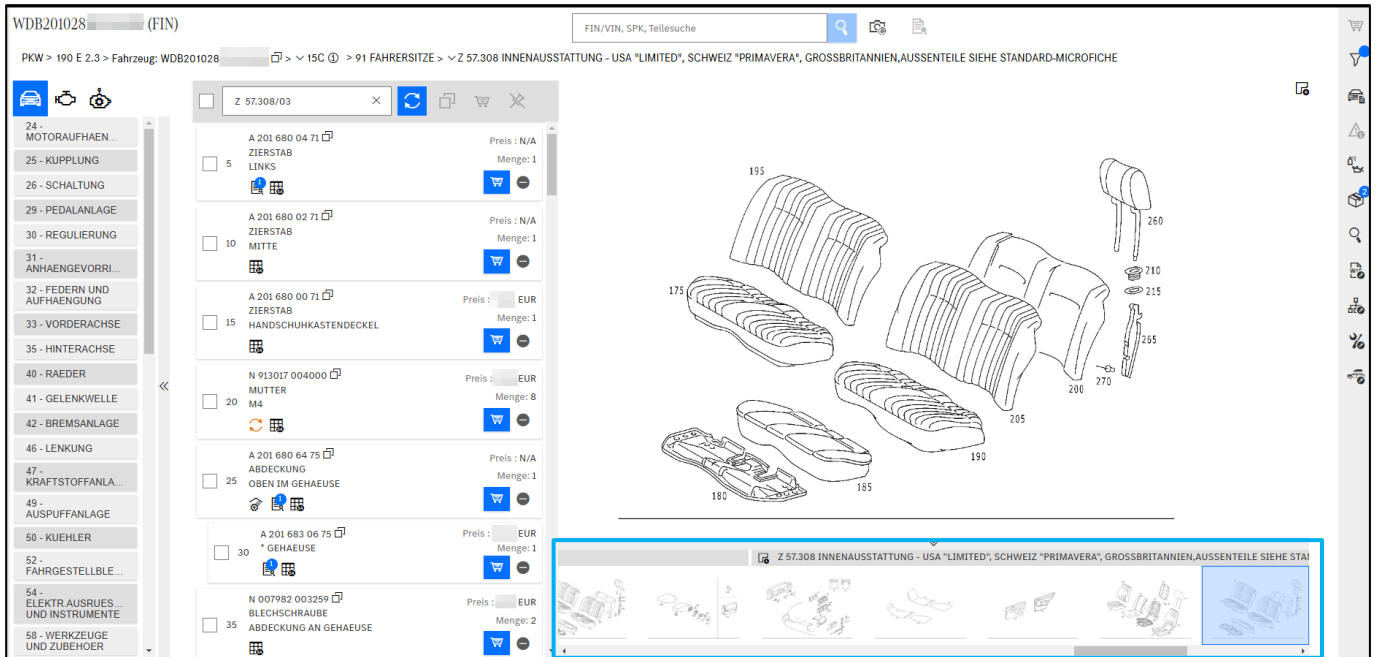 WDB201028 (FIN)
FIN/VIN, SPK, Teilesuche
PKW > 190 E 2.3 > Fahrzeug: WDB201028 > 15C ① > 91 FAHRERSITZE > Z 57.308 INNENAUSSTATTUNG - USA "LIMITED", SCHWEIZ "PRIMAVERA", GROSSBRITANNIEN,AUSSENTEILE SIEHE STANDARD-MICROFICHE
24 -
MOTORAUFHAEN...
25 - KUPPLUNG
26 - SCHALTUNG
29 - PEDALANLAGE
30 - REGULIERUNG
31 -
ANHAENGEVORRI...
32 - FEDERN UND
AUFHAENGUNG
33 - VORDERACHSE
35 - HINTERACHSE
40 - RAEDER
41 - GELENKWELLE
42 - BREMSANLAGE
46 - LENKUNG
47 -
KRAFTSTOFFANLA...
49 -
AUSPUFFANLAGE
50 - KUEHLER
52 -
FAHRGESTELLBLE...
54 -
ELEKTR.AUSRUES...
UND INSTRUMENTE
58 - WERKZEUGE
UND ZUBEHOER
Z 57.308/03
A 201 680 04 71
5 ZIERSTAB
LINKS
1
Preis : N/A
Menge: 1
A 201 680 02 71
10 ZIERSTAB
MITTE
Preis : N/A
Menge: 1
A 201 680 00 71
15 ZIERSTAB
HANDSCHUHKASTENDECKEL
Preis : EUR
Menge: 1
N 913017 004000
20 MUTTER
M4
Preis : EUR
Menge: 8
A 201 680 64 75
25 ABDECKUNG
OBEN IM GEHAEUSE
1
Preis : N/A
Menge: 1
A 201 683 06 75
30 * GEHAEUSE
1
Preis : EUR
Menge: 1
N 007982 003259
35 BLECHSCHRAUBE
ABDECKUNG AN GEHAEUSE
Preis : EUR
Menge: 2
195
260
210
175
215
265
270
200
205
190
185
180
Z 57.308 INNENAUSSTATTUNG - USA "LIMITED", SCHWEIZ "PRIMAVERA", GROSSBRITANNIEN,AUSSENTEILE SIEHE STAN
2